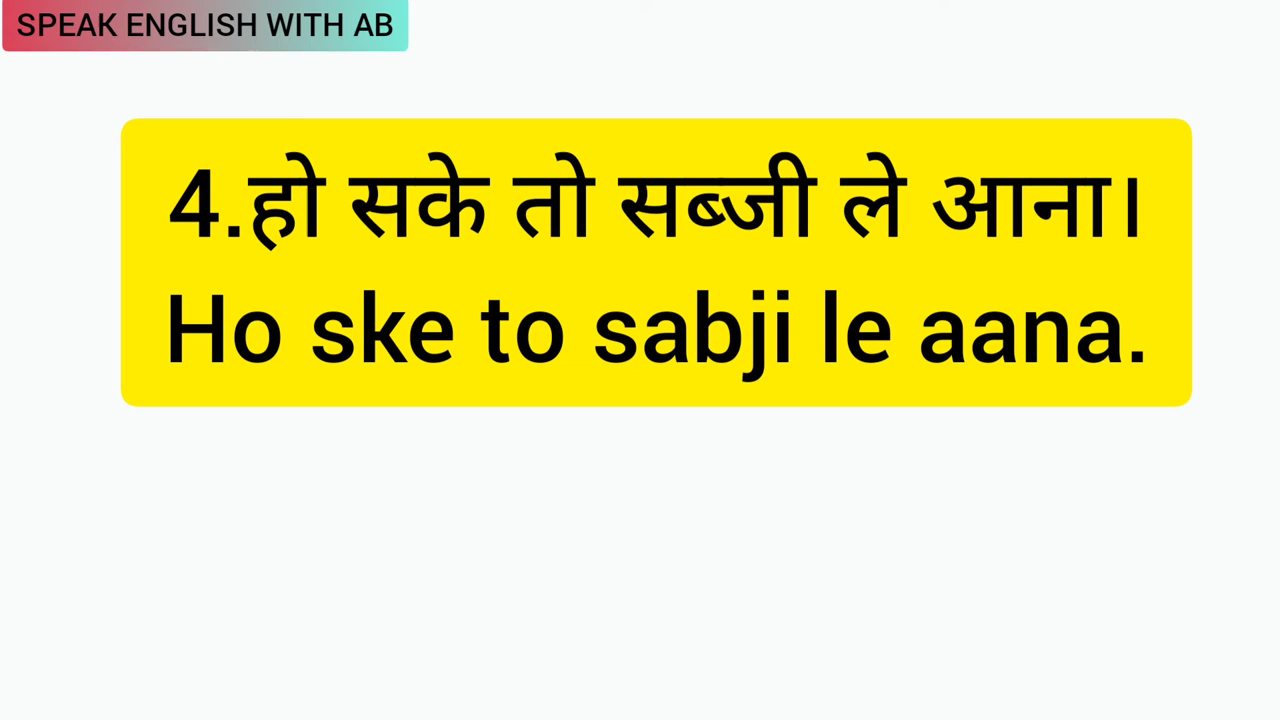 SPEAK ENGLISH WITH AB
4.हो सके तो सब्जी ले आना।
Ho ske to sabji le aana.